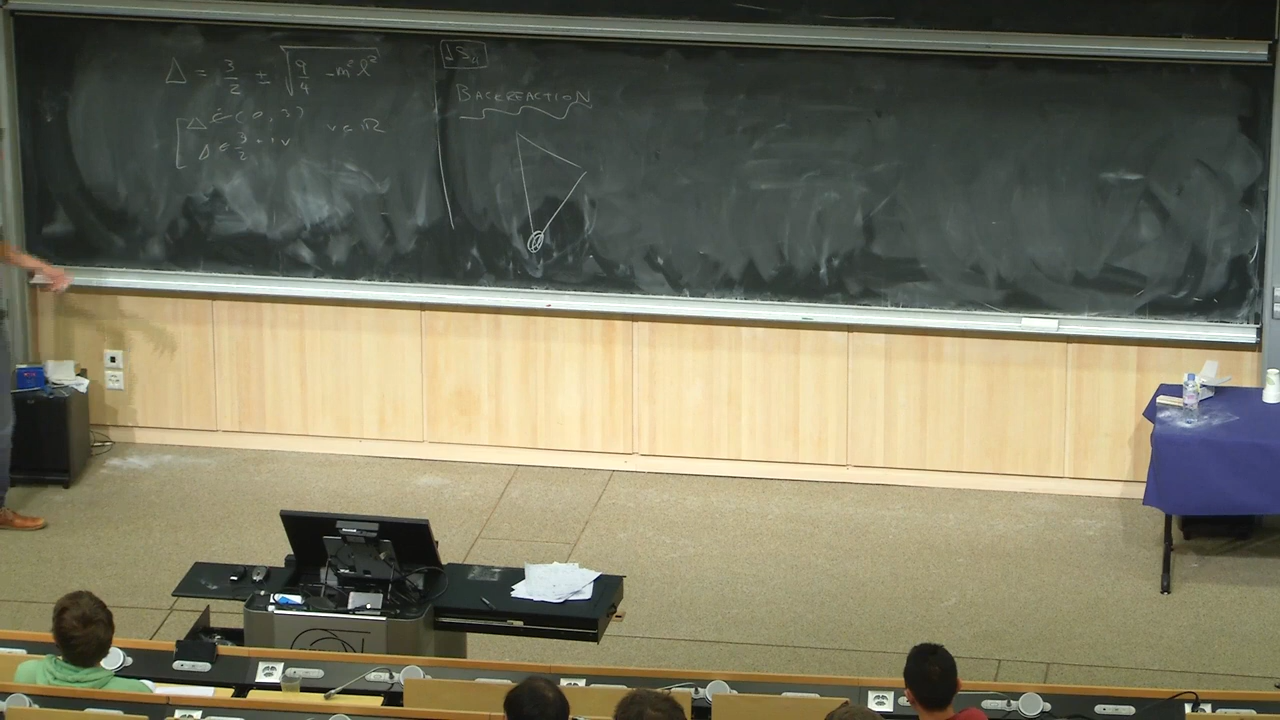 Δ = 3/2 ± √(9/4 - m²ℓ²)
Δ ∈ (0, 3)
Δ ∈ 3/2 + iν   ν ∈ ℝ
dS₄
BACKREACTION